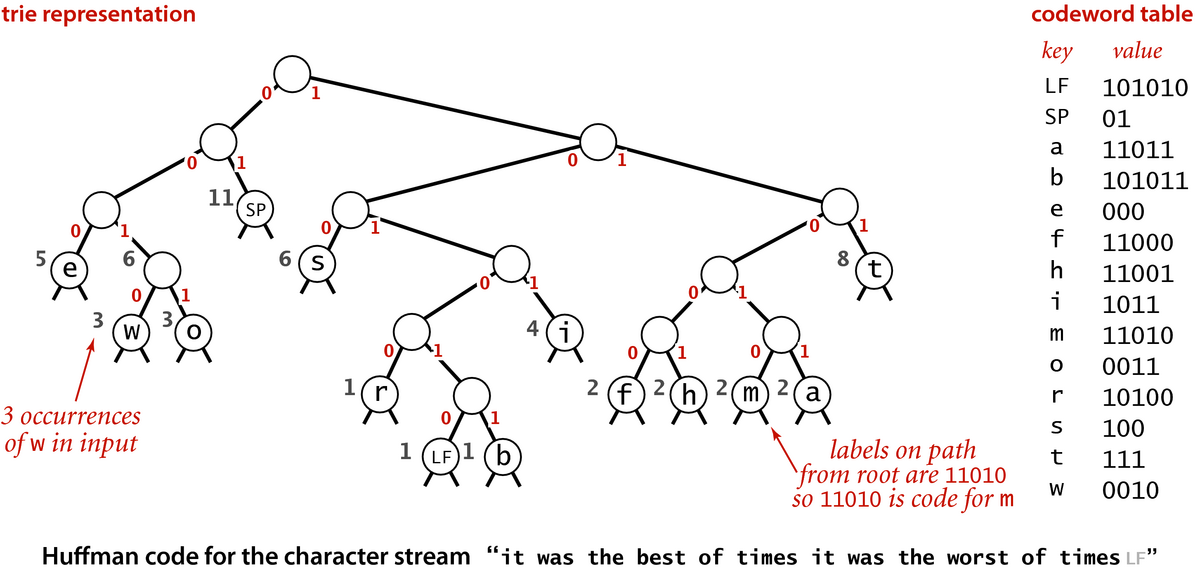 trie representation
codeword table
key value
LF 101010
SP 01
a 11011
b 101011
e 000
f 11000
h 11001
i 1011
m 11010
o 0011
r 10100
s 100
t 111
w 0010
0 1
0 1
0 1
11 SP
0 1
0 1
0 1
5 e
6
6 s
0 1
8 t
0 1
3 w
3 o
0 1
4 i
0 1
0 1
1 r
0 1
2 f
2 h
2 m
2 a
1 LF
1 b
3 occurrences
of w in input
labels on path
from root are 11010
so 11010 is code for m
Huffman code for the character stream “it was the best of times it was the worst of times LF”